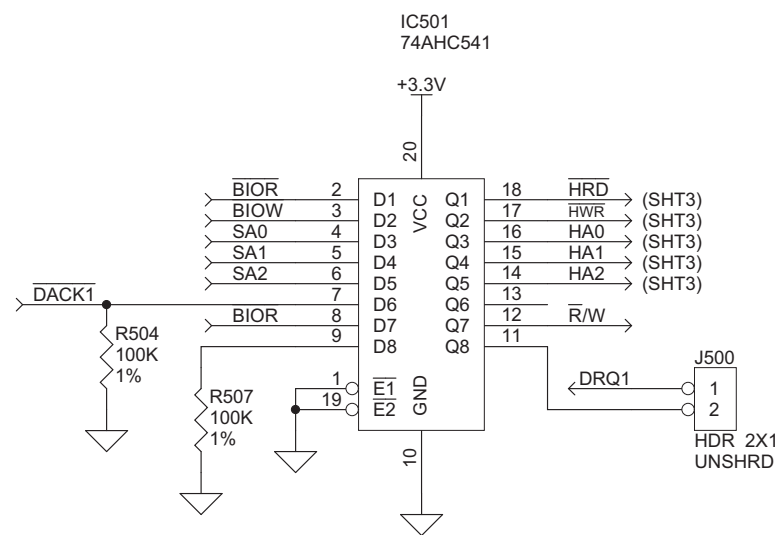 IC501
74AHC541
+3.3V
20
BIOR 2 D1 VCC Q1 18 HRD (SHT3)
BIOW 3 D2 Q2 17 HWR (SHT3)
SA0 4 D3 Q3 16 HA0 (SHT3)
SA1 5 D4 Q4 15 HA1 (SHT3)
SA2 6 D5 Q5 14 HA2 (SHT3)
DACK1 7 D6 Q6 13
BIOR 8 D7 Q7 12 R/W
9 D8 Q8 11
R504
100K
1%
R507
100K
1%
1 E1 GND
19 E2
10
J500
DRQ1 1
2
HDR 2X1
UNSHRD